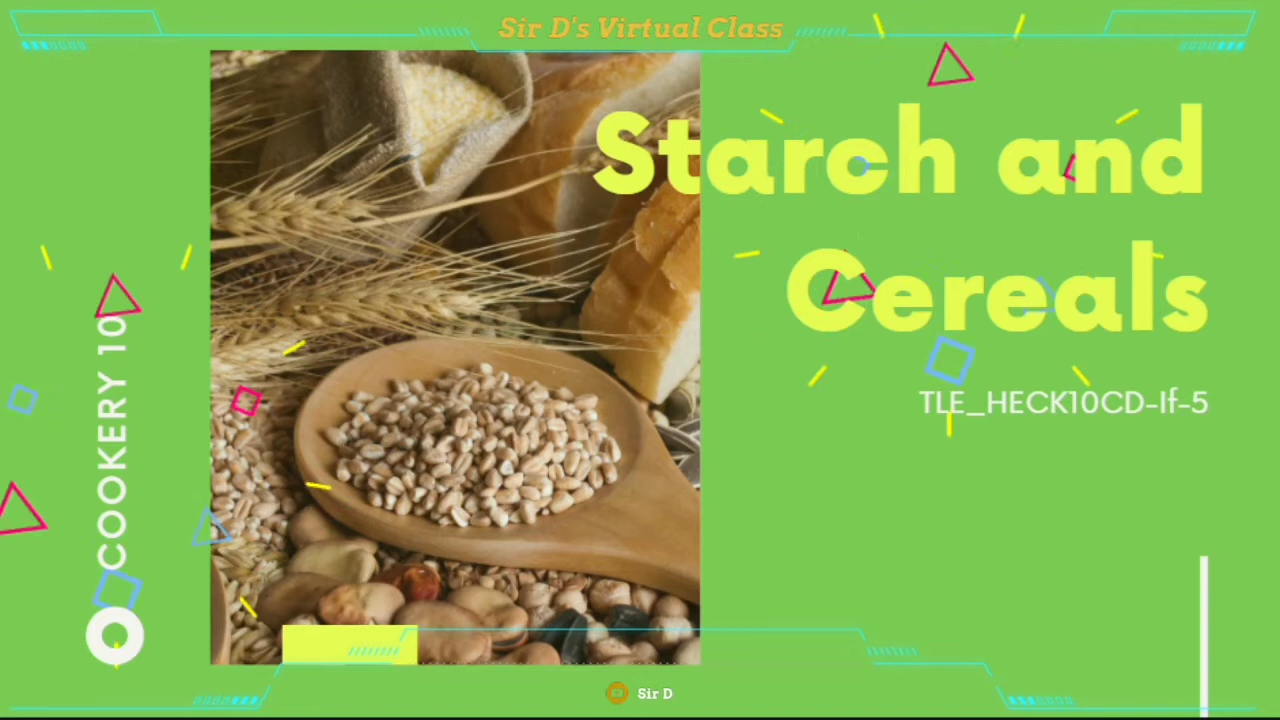 Sir D's Virtual Class
Starch and
Cereals
TLE_HECK10CD-If-5
COOKERY 10
Sir D